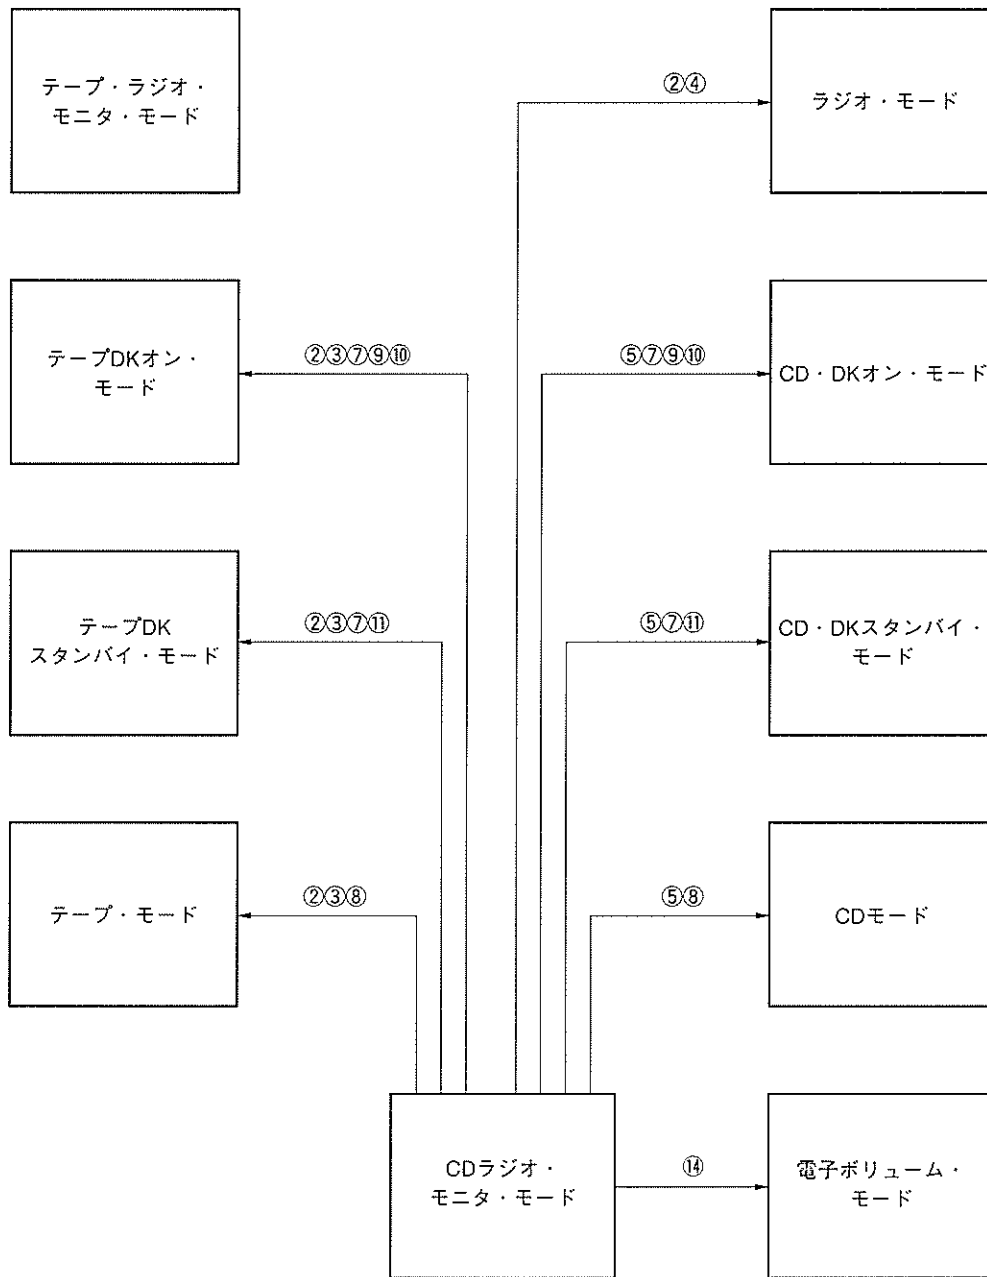 テープ・ラジオ・
モニタ・モード
②④
ラジオ・モード
テープDKオン・
モード
②③⑦⑨⑩
⑤⑦⑨⑩
CD・DKオン・モード
テープDK
スタンバイ・モード
②③⑦⑪
⑤⑦⑪
CD・DKスタンバイ・
モード
テープ・モード
②③⑧
⑤⑧
CDモード
CDラジオ・
モニタ・モード
⑭
電子ボリューム・
モード